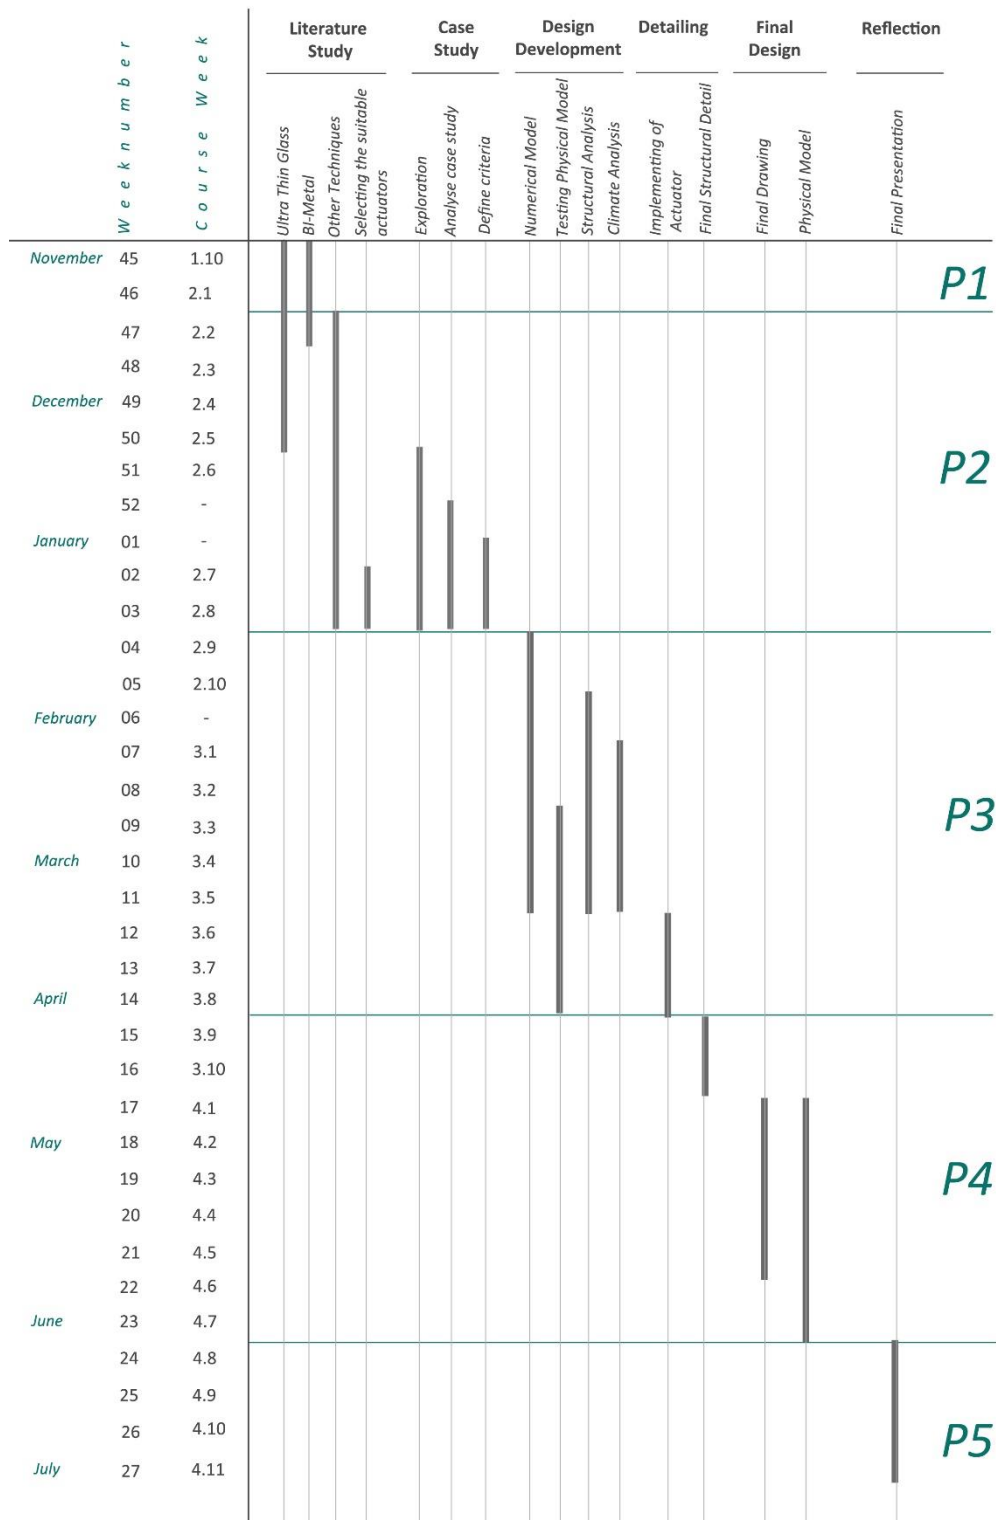 Literature
Study
Case
Study
Design
Development
Detailing
Final
Design
Reflection
Weeknumber
Course Week
Ultra Thin Glass
BI-Metal
Other Techniques
Selecting the suitable
actuators
Exploration
Analyse case study
Define criteria
Numerical Model
Testing Physical Model
Structural Analysis
Climate Analysis
Implementing of
Actuator
Final Structural Detail
Final Drawing
Physical Model
Final Presentation
November 45 1.10
46 2.1
P1
47 2.2
48 2.3
December 49 2.4
50 2.5
51 2.6
P2
52 -
January 01 -
02 2.7
03 2.8
04 2.9
05 2.10
February 06 -
07 3.1
08 3.2
P3
09 3.3
March 10 3.4
11 3.5
12 3.6
13 3.7
April 14 3.8
15 3.9
16 3.10
17 4.1
May 18 4.2
P4
19 4.3
20 4.4
21 4.5
22 4.6
June 23 4.7
24 4.8
25 4.9
26 4.10
P5
July 27 4.11